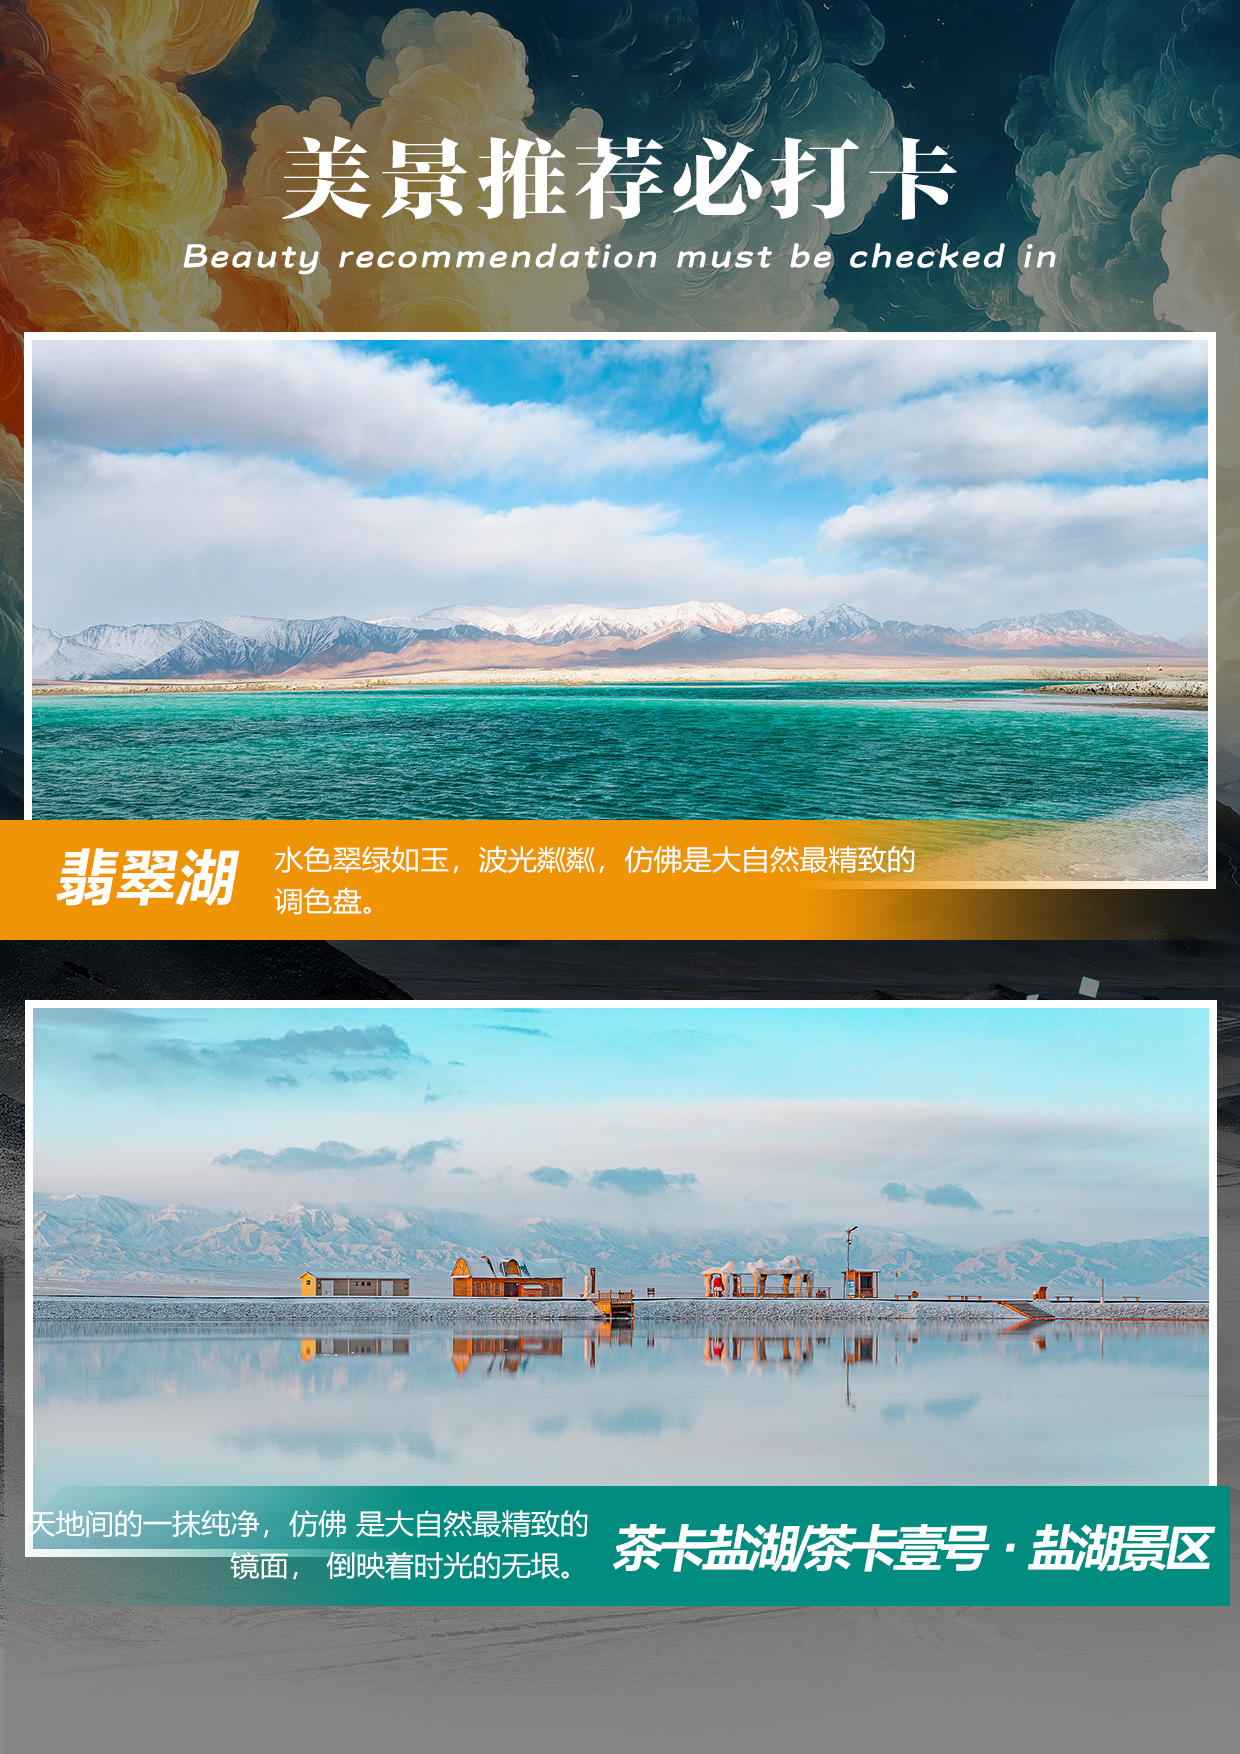 美景推荐必打卡
Beauty recommendation must be checked in
翡翠湖
水色翠绿如玉，波光粼粼，仿佛是大自然最精致的
调色盘。
天地间的一抹纯净，仿佛 是大自然最精致的
镜面， 倒映着时光的无垠。
茶卡盐湖/茶卡壹号·盐湖景区